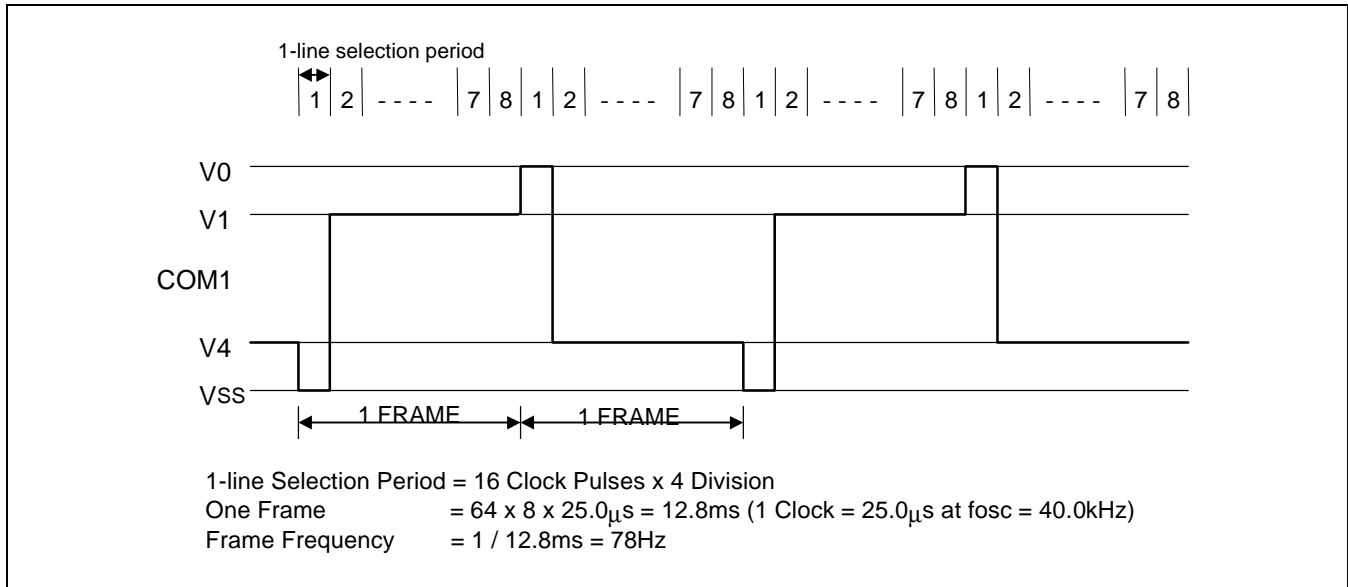 1-line selection period
1 2 - - - - 7 8 1 2 - - - - 7 8 1 2 - - - - 7 8 1 2 - - - - 7 8
V0
V1
COM1
V4
VSS
1 FRAME 1 FRAME
1-line Selection Period = 16 Clock Pulses x 4 Division
One Frame = 64 x 8 x 25.0μs = 12.8ms (1 Clock = 25.0μs at fosc = 40.0kHz)
Frame Frequency = 1 / 12.8ms = 78Hz